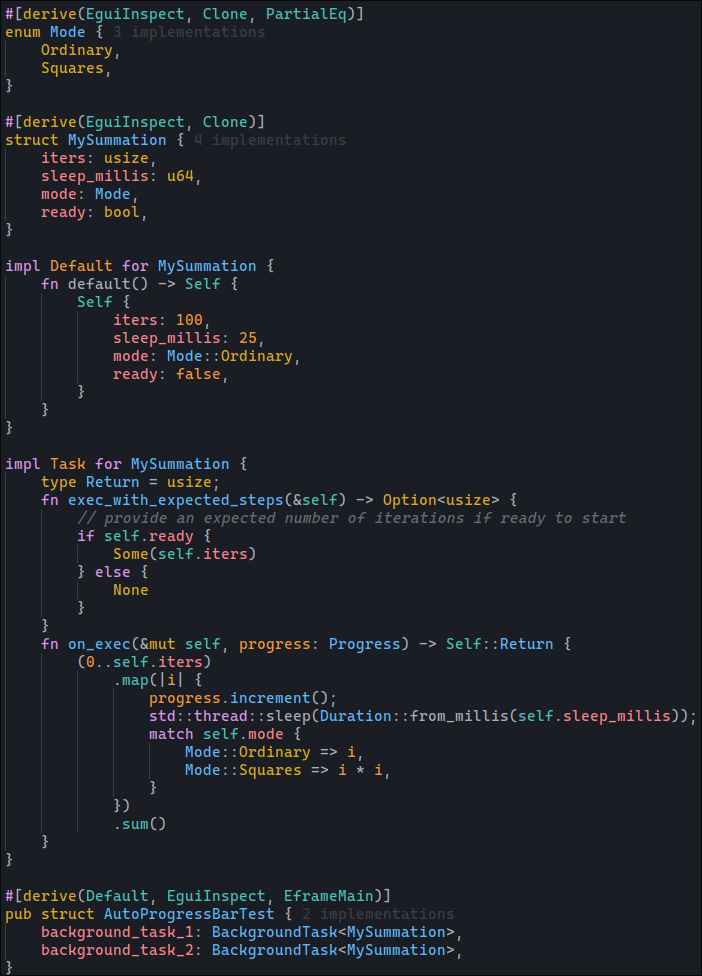 #[derive(EguiInspect, Clone, PartialEq)]
enum Mode { 3 implementations
    Ordinary,
    Squares,
}

#[derive(EguiInspect, Clone)]
struct MySummation { 4 implementations
    iters: usize,
    sleep_millis: u64,
    mode: Mode,
    ready: bool,
}

impl Default for MySummation {
    fn default() -> Self {
        Self {
            iters: 100,
            sleep_millis: 25,
            mode: Mode::Ordinary,
            ready: false,
        }
    }
}

impl Task for MySummation {
    type Return = usize;
    fn exec_with_expected_steps(&self) -> Option<usize> {
        // provide an expected number of iterations if ready to start
        if self.ready {
            Some(self.iters)
        } else {
            None
        }
    }
    fn on_exec(&mut self, progress: Progress) -> Self::Return {
        (0..self.iters)
            .map(|i| {
                progress.increment();
                std::thread::sleep(Duration::from_millis(self.sleep_millis));
                match self.mode {
                    Mode::Ordinary => i,
                    Mode::Squares => i * i,
                }
            })
            .sum()
    }
}

#[derive(Default, EguiInspect, EframeMain)]
pub struct AutoProgressBarTest { 2 implementations
    background_task_1: BackgroundTask<MySummation>,
    background_task_2: BackgroundTask<MySummation>,
}